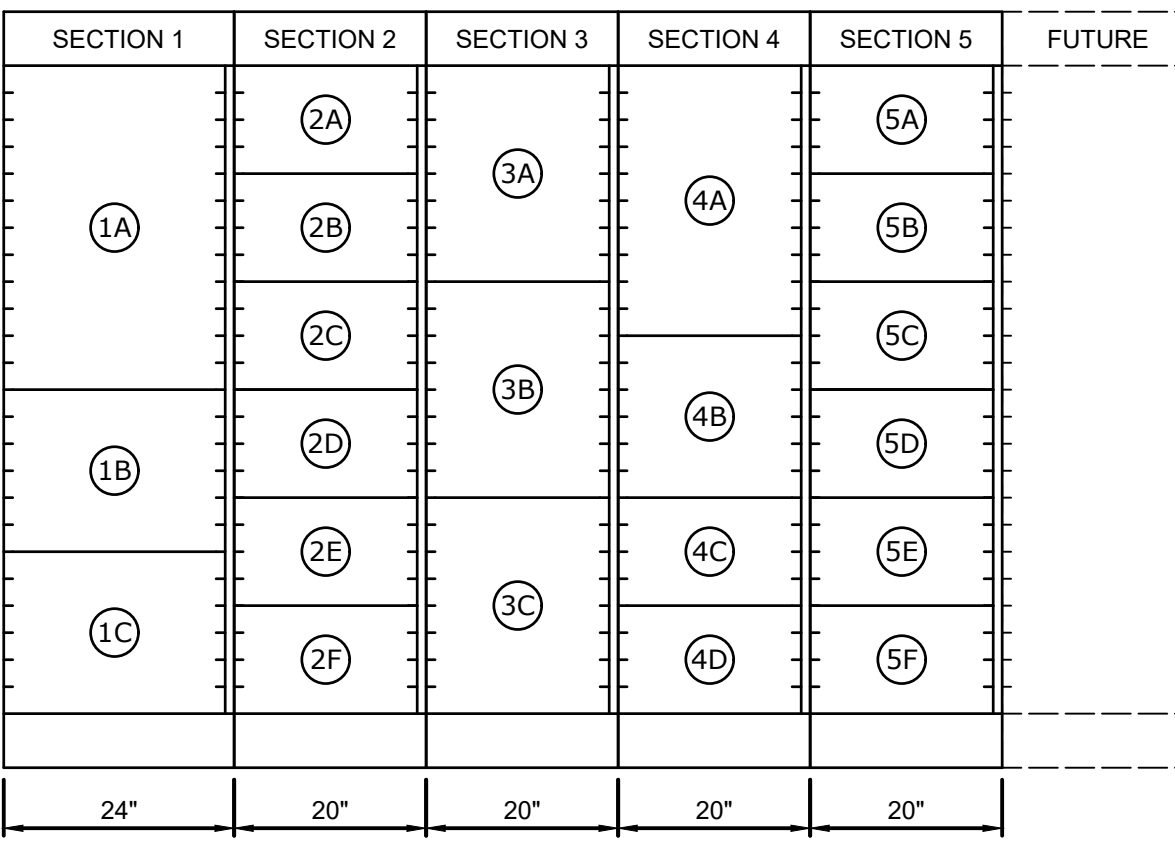 SECTION 1
SECTION 2
SECTION 3
SECTION 4
SECTION 5
FUTURE
1A
1B
1C
2A
2B
2C
2D
2E
2F
3A
3B
3C
4A
4B
4C
4D
5A
5B
5C
5D
5E
5F
24"
20"
20"
20"
20"